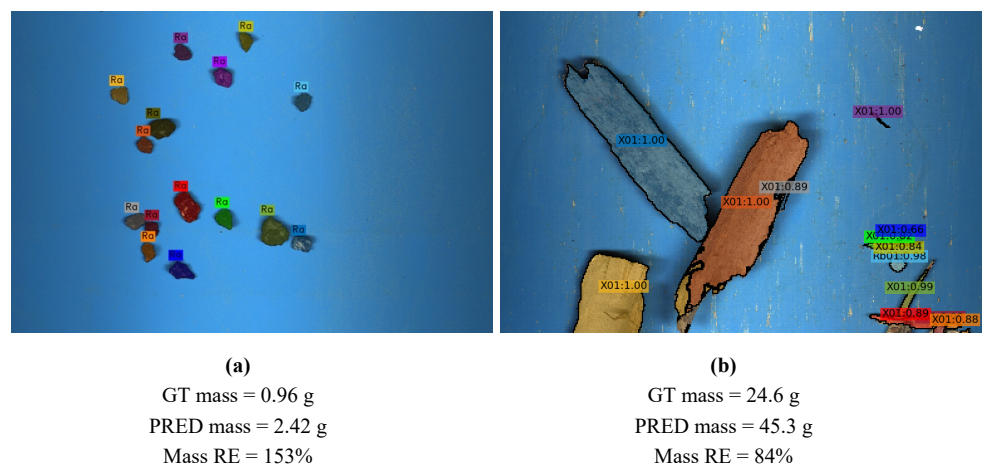 Ra
Ra
Ra
Ra
Ra
Ra
Ra
Ra
Ra
Ra
Ra
Ra
Ra
Ra
X01:1.00
X01:1.00
X01:0.89
X01:1.00
X01:0.66
X01:0.84
Rb01:0.98
X01:1.00
X01:0.99
X01:0.89
X01:0.88
(a)
GT mass = 0.96 g
PRED mass = 2.42 g
Mass RE = 153%
(b)
GT mass = 24.6 g
PRED mass = 45.3 g
Mass RE = 84%